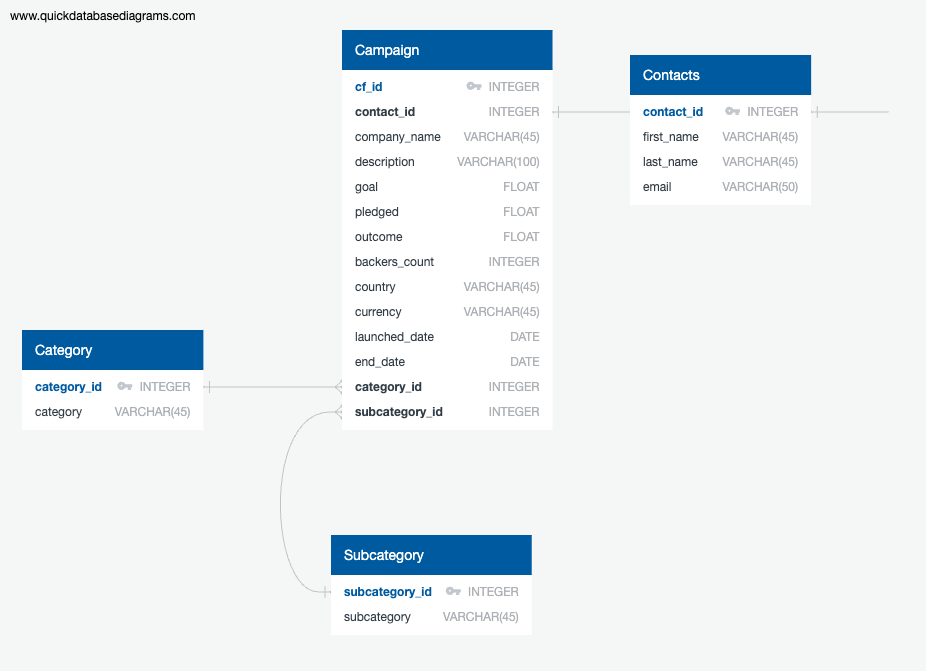 www.quickdatabasediagrams.com
Campaign
cf_id INTEGER
contact_id INTEGER
company_name VARCHAR(45)
description VARCHAR(100)
goal FLOAT
pledged FLOAT
outcome FLOAT
backers_count INTEGER
country VARCHAR(45)
currency VARCHAR(45)
launched_date DATE
end_date DATE
category_id INTEGER
subcategory_id INTEGER
Contacts
contact_id INTEGER
first_name VARCHAR(45)
last_name VARCHAR(45)
email VARCHAR(50)
Category
category_id INTEGER
category VARCHAR(45)
Subcategory
subcategory_id INTEGER
subcategory VARCHAR(45)